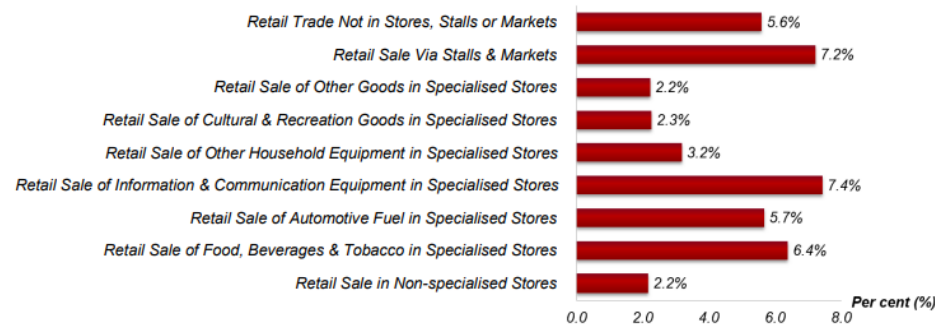 Retail Trade Not in Stores, Stalls or Markets 5.6%
Retail Sale Via Stalls & Markets 7.2%
Retail Sale of Other Goods in Specialised Stores 2.2%
Retail Sale of Cultural & Recreation Goods in Specialised Stores 2.3%
Retail Sale of Other Household Equipment in Specialised Stores 3.2%
Retail Sale of Information & Communication Equipment in Specialised Stores 7.4%
Retail Sale of Automotive Fuel in Specialised Stores 5.7%
Retail Sale of Food, Beverages & Tobacco in Specialised Stores 6.4%
Retail Sale in Non-specialised Stores 2.2%
Per cent (%)
0.0 2.0 4.0 6.0 8.0